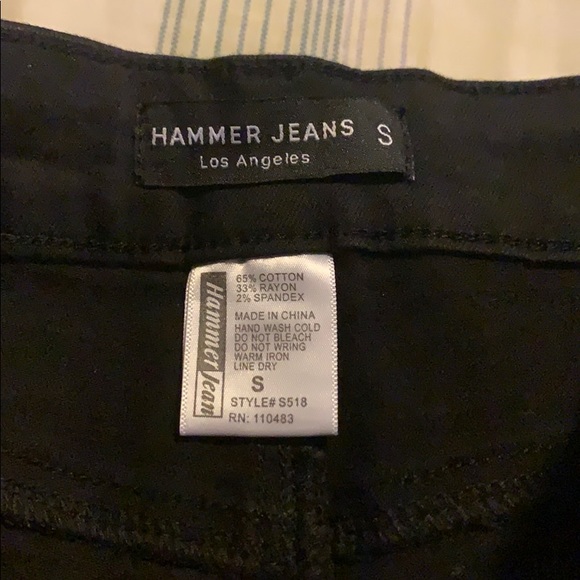 HAMMER JEANS S
Los Angeles
Hammer Jean
65% COTTON
33% RAYON
2% SPANDEX
MADE IN CHINA
HAND WASH COLD
DO NOT BLEACH
DO NOT WRING
WARM IRON
LINE DRY
S
STYLE# S518
RN: 110483